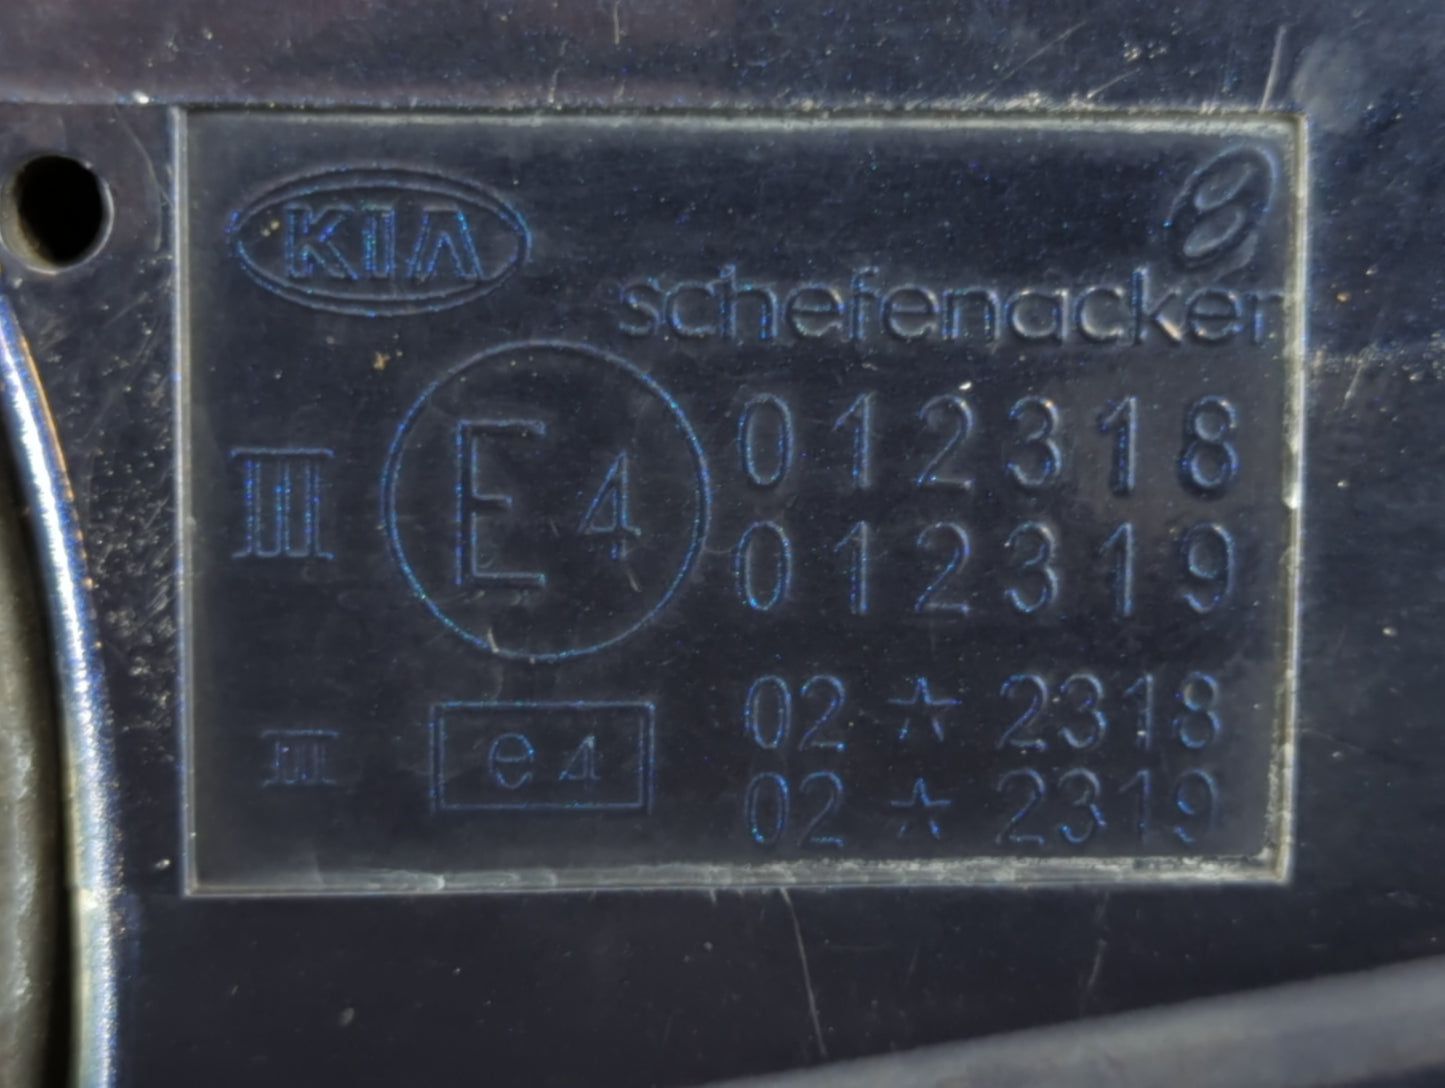 KIA
schefenacker
III E4 012318
012319
III e4 02 ☆ 2318
02 ☆ 2319